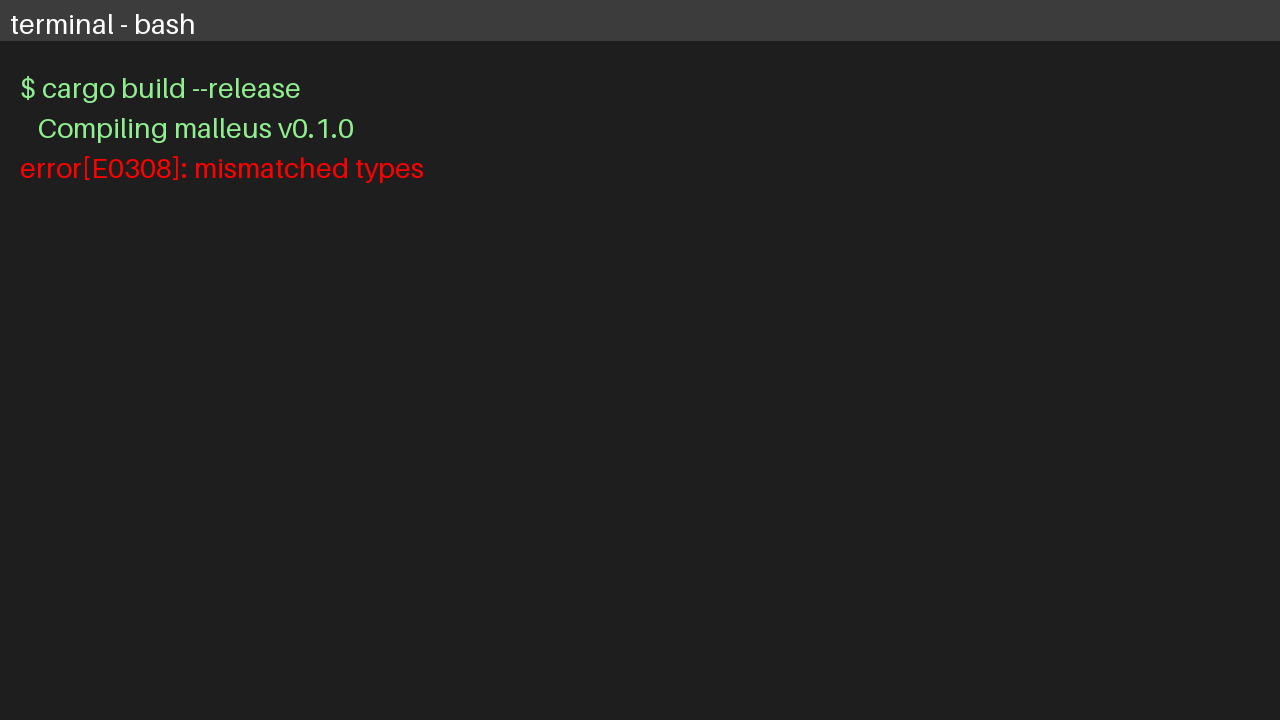 terminal - bash
$ cargo build --release
Compiling malleus v0.1.0
error[E0308]: mismatched types